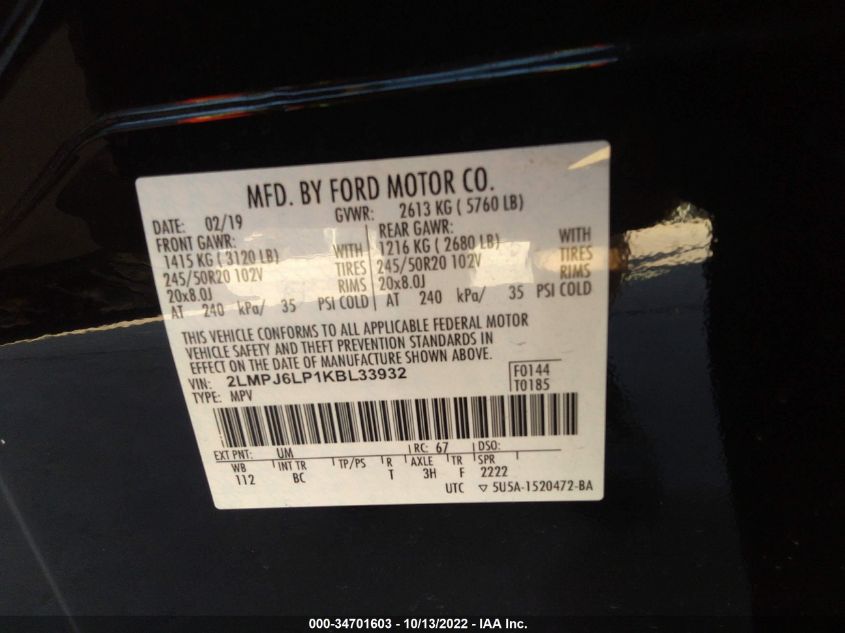 MFD. BY FORD MOTOR CO.
DATE: 02/19 GVWR: 2613 KG ( 5760 LB)
FRONT GAWR: REAR GAWR:
1415 KG ( 3120 LB) WITH 1216 KG ( 2680 LB) WITH
245/50R20 102V TIRES 245/50R20 102V TIRES
20x8.0J RIMS 20x8.0J RIMS
AT 240 kPa/ 35 PSI COLD AT 240 kPa/ 35 PSI COLD
THIS VEHICLE CONFORMS TO ALL APPLICABLE FEDERAL MOTOR
VEHICLE SAFETY AND THEFT PREVENTION STANDARDS IN
EFFECT ON THE DATE OF MANUFACTURE SHOWN ABOVE.
VIN: 2LMPJ6LP1KBL33932 F0144
TYPE: MPV T0185
EXT PNT: UM RC: 67 DSO:
WB INT TR TP/PS R AXLE TR SPR
112 BC T 3H F 2222
UTC ▽ 5U5A-1520472-BA
000-34701603 - 10/13/2022 - IAA Inc.